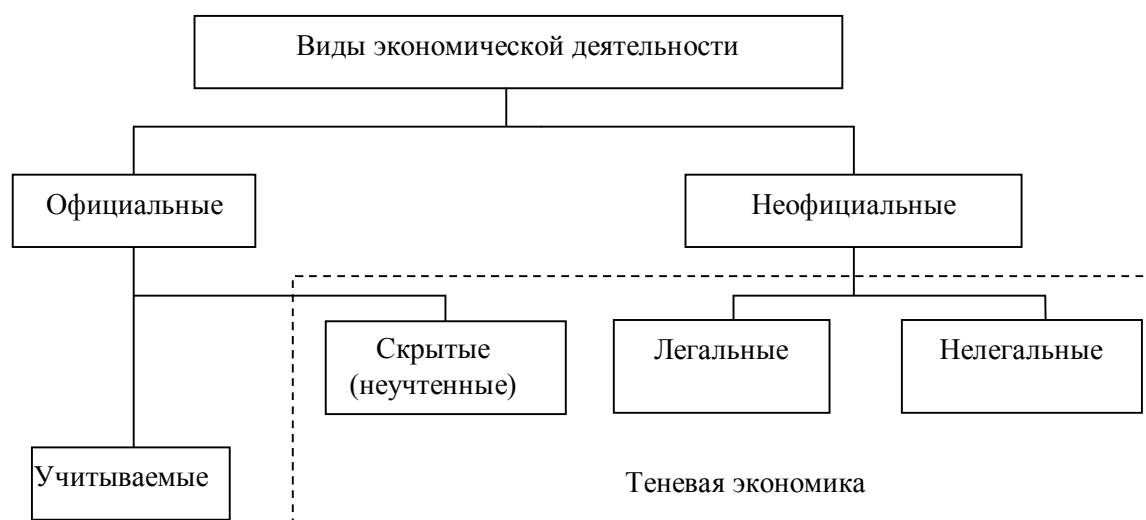 Виды экономической деятельности
Официальные
Неофициальные
Скрытые
(неучтенные)
Легальные
Нелегальные
Учитываемые
Теневая экономика